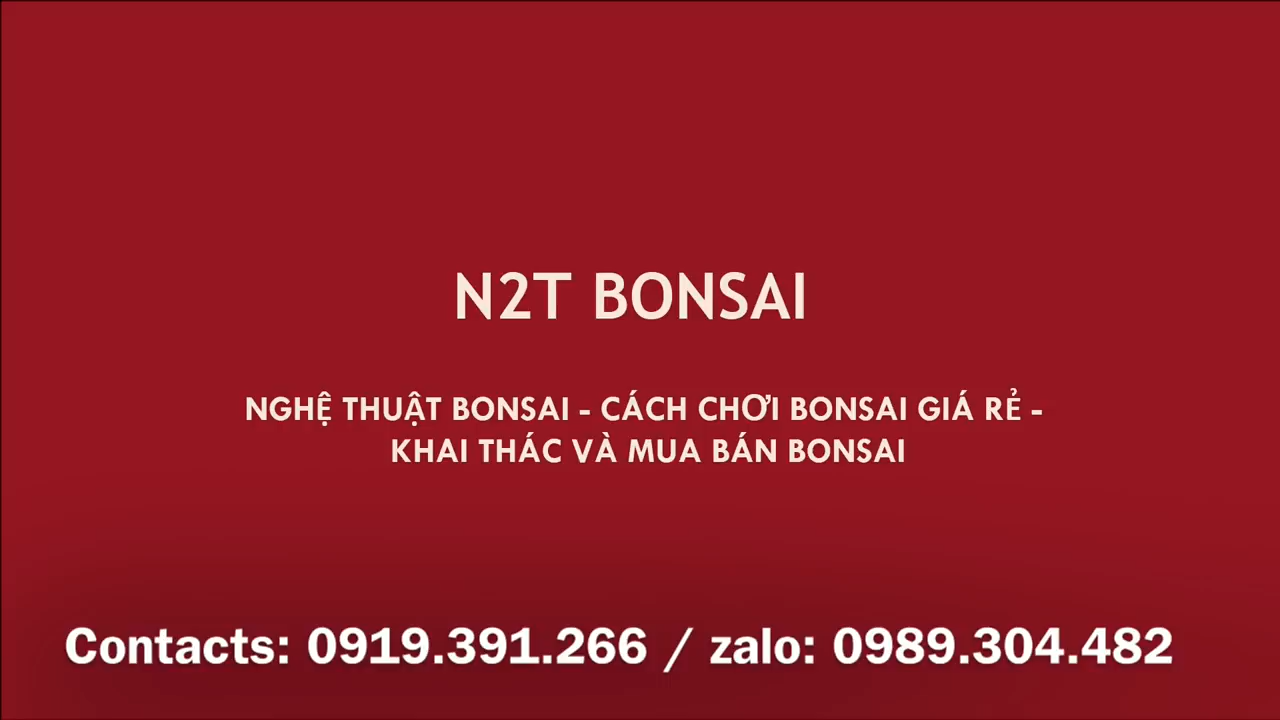 N2T BONSAI
NGHỆ THUẬT BONSAI - CÁCH CHƠI BONSAI GIÁ RẺ -
KHAI THÁC VÀ MUA BÁN BONSAI
Contacts: 0919.391.266 / zalo: 0989.304.482